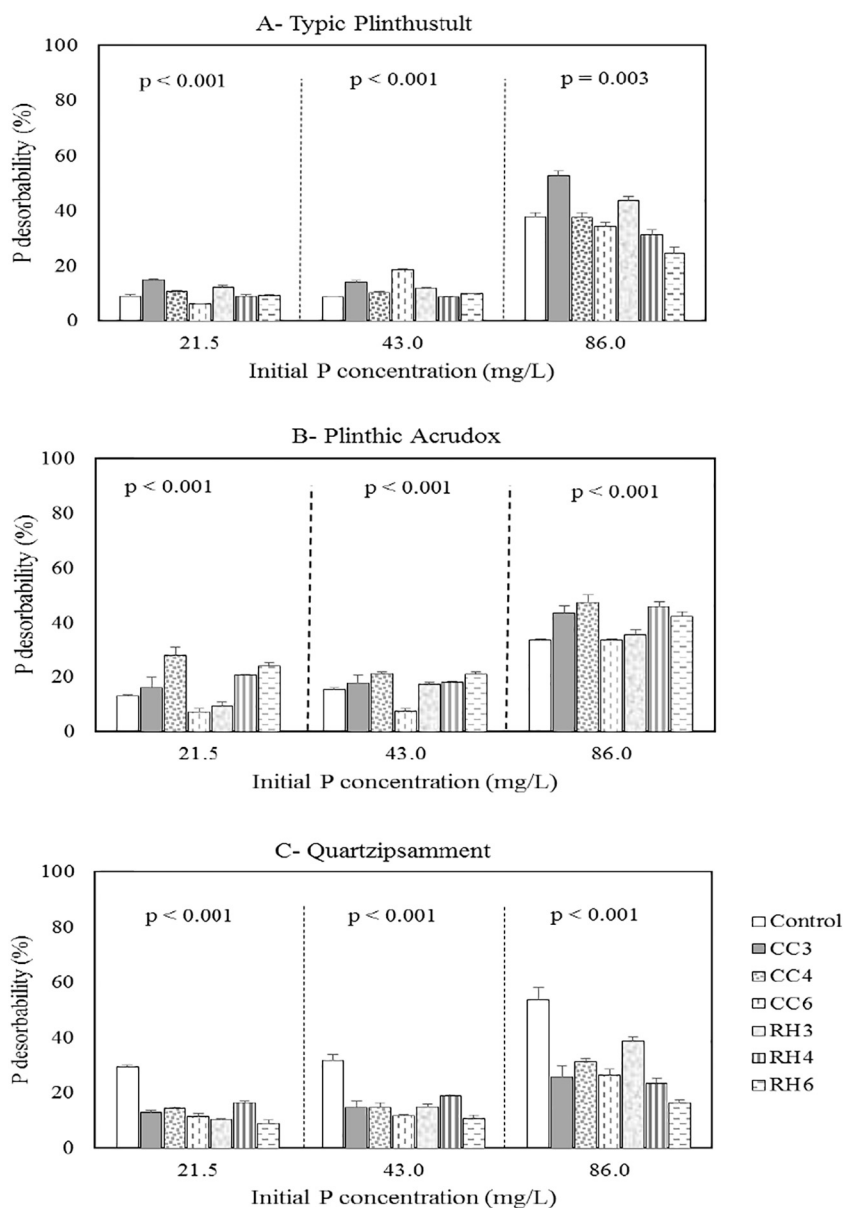 A- Typic Plinthustult
100
80
60
40
20
0
P desorbability (%)
p < 0.001 p < 0.001 p = 0.003
21.5 43.0 86.0
Initial P concentration (mg/L)
B- Plinthic Acrudox
100
80
60
40
20
0
P desorbability (%)
p < 0.001 p < 0.001 p < 0.001
21.5 43.0 86.0
Initial P concentration (mg/L)
C- Quartzipsamment
100
80
60
40
20
0
P desorbability (%)
p < 0.001 p < 0.001 p < 0.001
21.5 43.0 86.0
Initial P concentration (mg/L)
Control
CC3
CC4
CC6
RH3
RH4
RH6